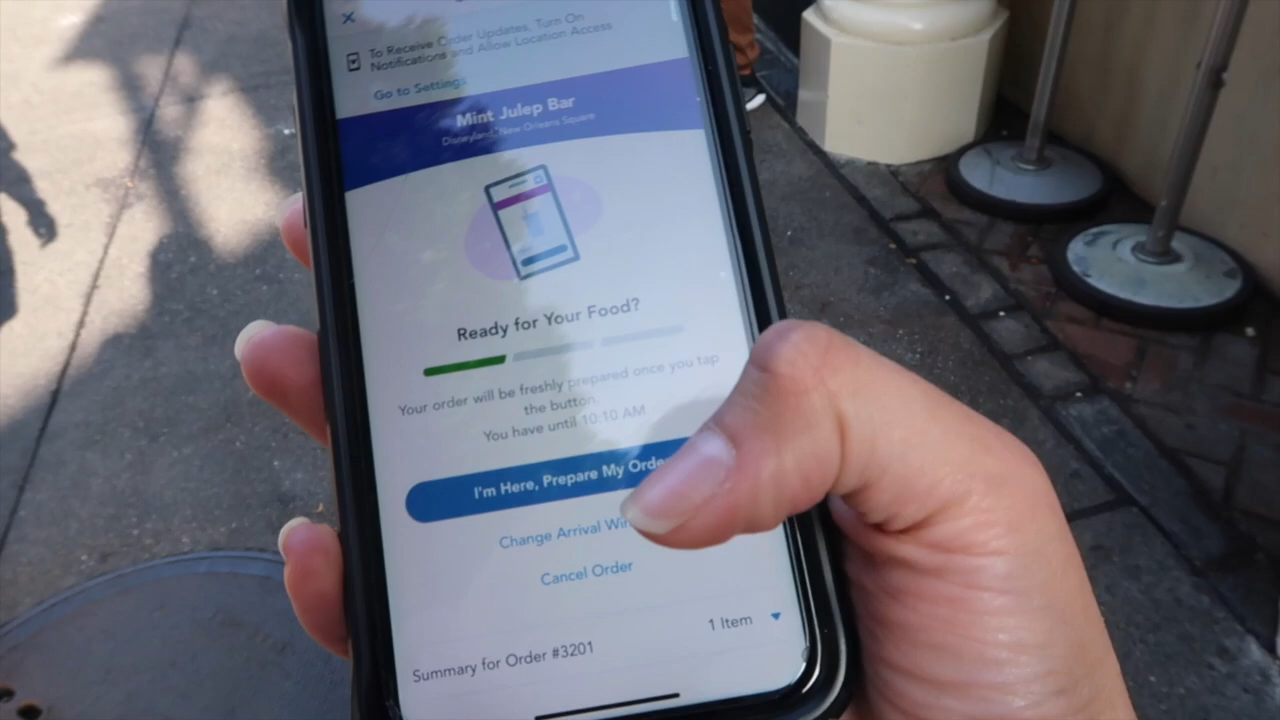 To Receive Order Updates, Turn On
Notifications and Allow Location Access
Go to Settings
Mint Julep Bar
Disneyland, New Orleans Square
Ready for Your Food?
Your order will be freshly prepared once you tap
the button.
You have until 10:10 AM
I'm Here, Prepare My Order
Change Arrival Win
Cancel Order
1 Item
Summary for Order #3201